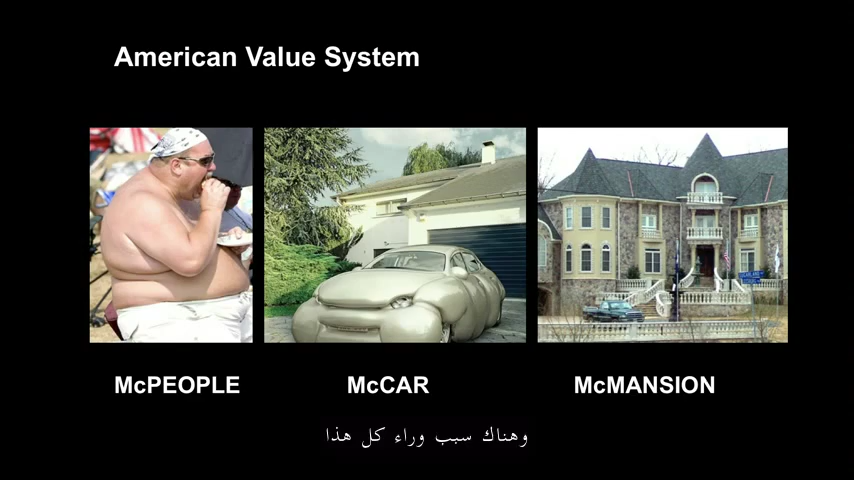 American Value System
McPEOPLE
McCAR
McMANSION
وهناك سبب وراء كل هذا